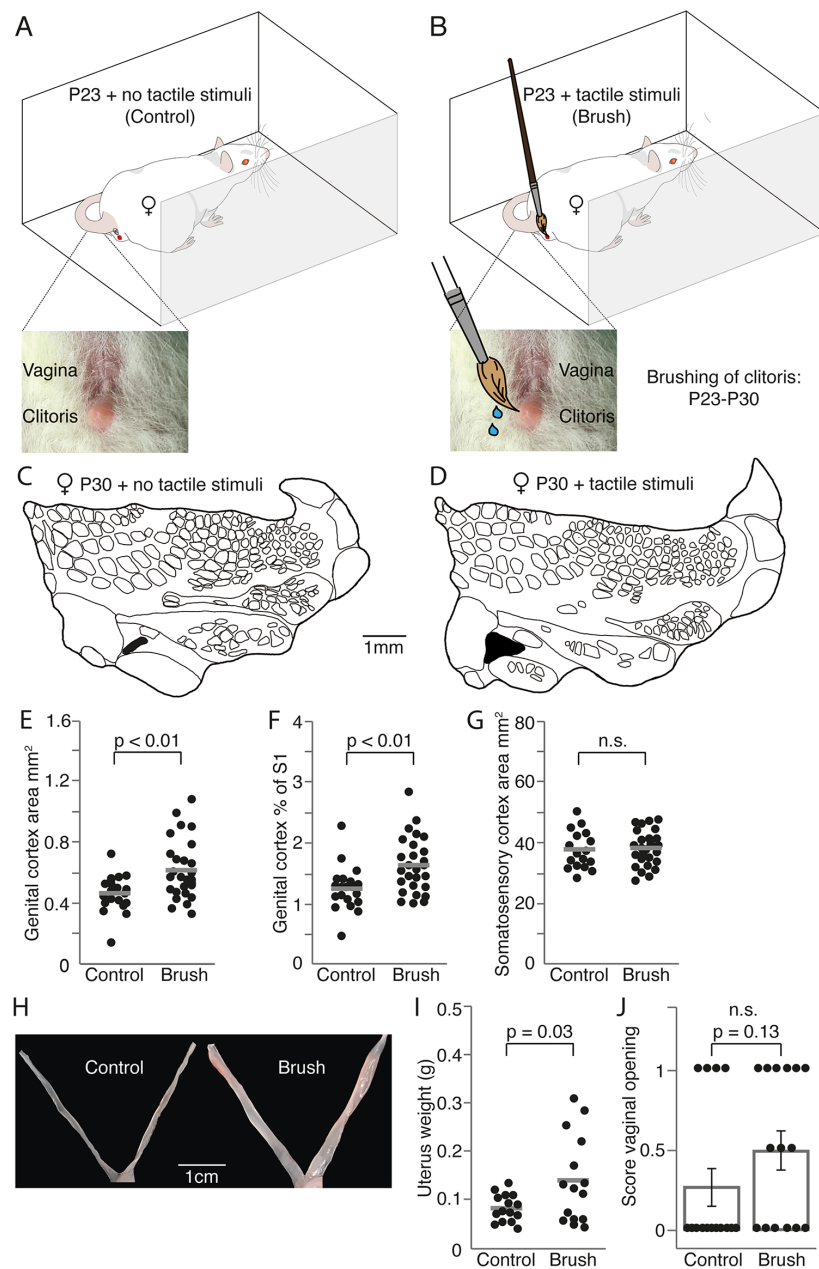 A
P23 + no tactile stimuli
(Control)
♀
Vagina
Clitoris
B
P23 + tactile stimuli
(Brush)
♀
Vagina
Clitoris
Brushing of clitoris:
P23-P30
C
♀ P30 + no tactile stimuli
1mm
D
♀ P30 + tactile stimuli
E
Genital cortex area mm²
1.6
1.2
0.8
0.4
0
p < 0.01
Control Brush
F
Genital cortex % of S1
4
3
2
1
0
p < 0.01
Control Brush
G
Somatosensory cortex area mm²
80
60
40
20
0
n.s.
Control Brush
H
Control
Brush
1cm
I
Uterus weight (g)
0.5
0.4
0.3
0.2
0.1
0
p = 0.03
Control Brush
J
Score vaginal opening
1
0.5
0
n.s.
p = 0.13
Control Brush